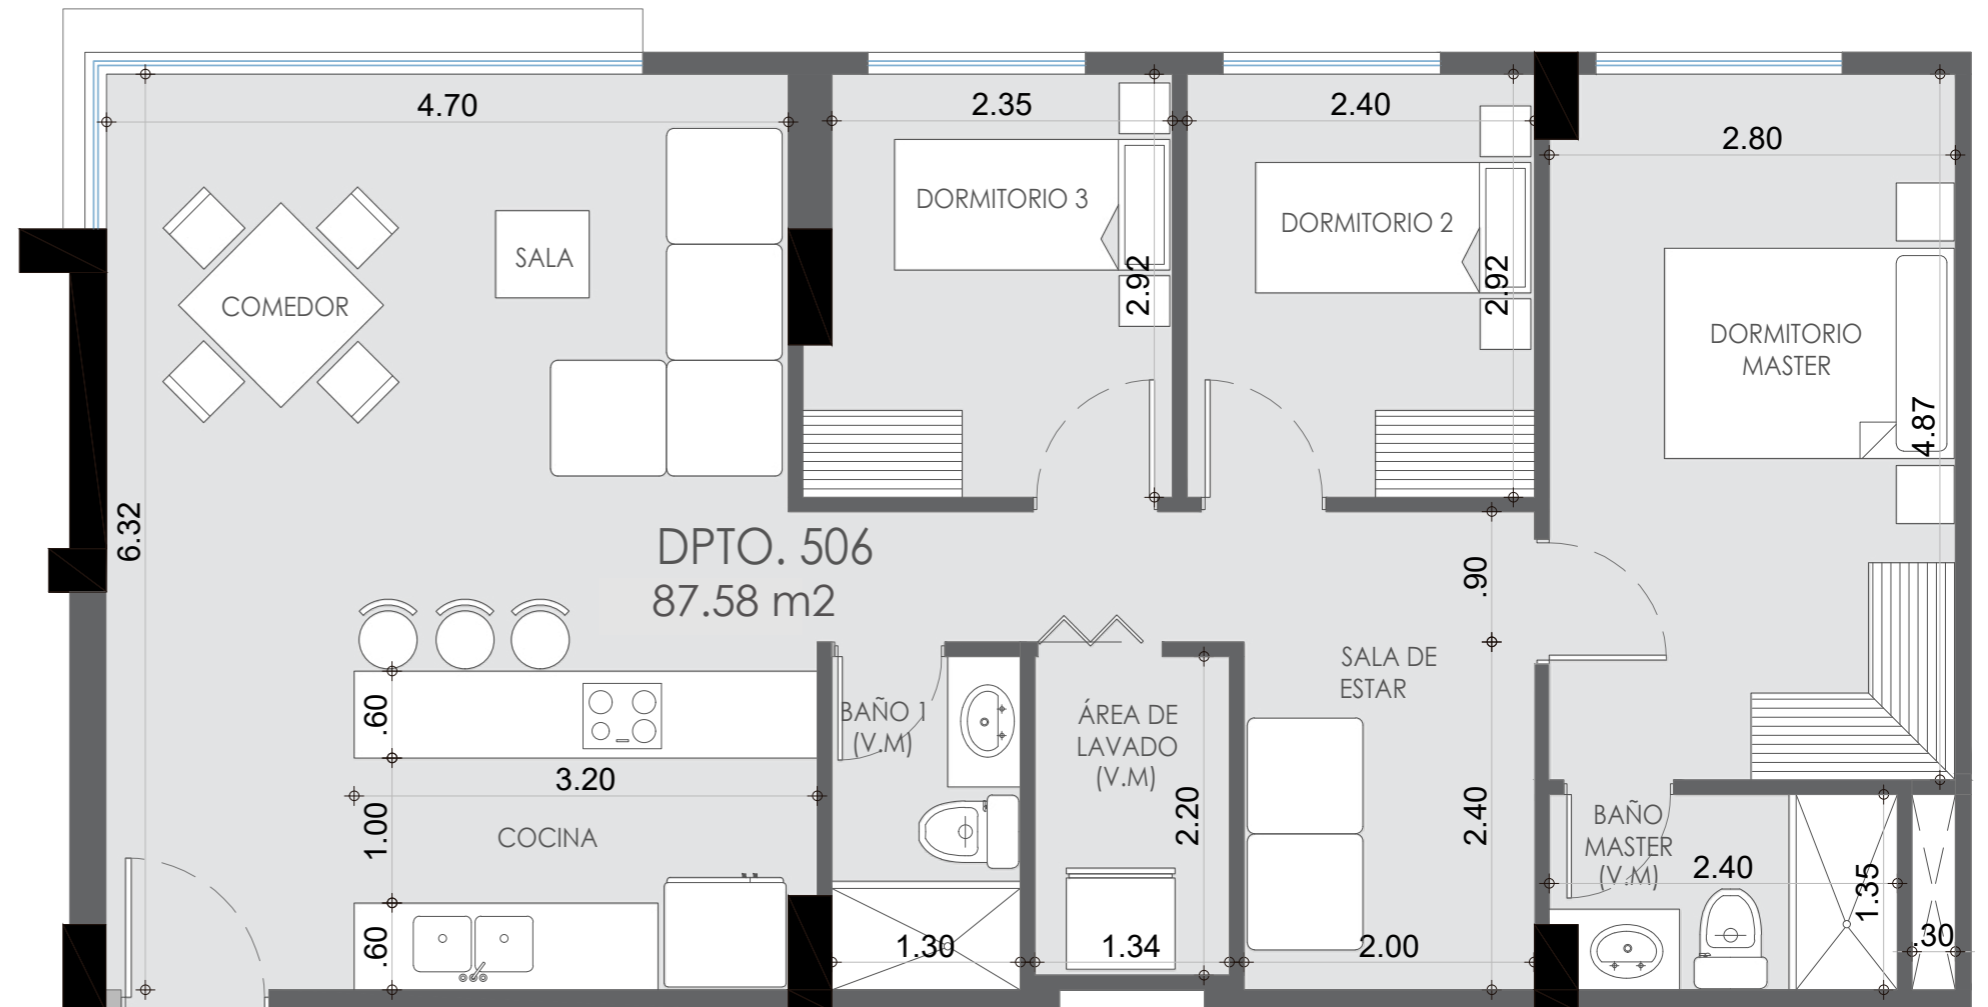 4.70
2.35
2.40
2.80
DORMITORIO 3
DORMITORIO 2
SALA
COMEDOR
2.92
2.92
DORMITORIO
MASTER
4.87
6.32
DPTO. 506
87.58 m2
.90
SALA DE
ESTAR
.60
BAÑO 1
(V.M)
ÁREA DE
LAVADO
(V.M)
3.20
1.00
COCINA
2.20
2.40
BAÑO
MASTER
(V.M)
2.40
1.35
.60
1.30
1.34
2.00
.30